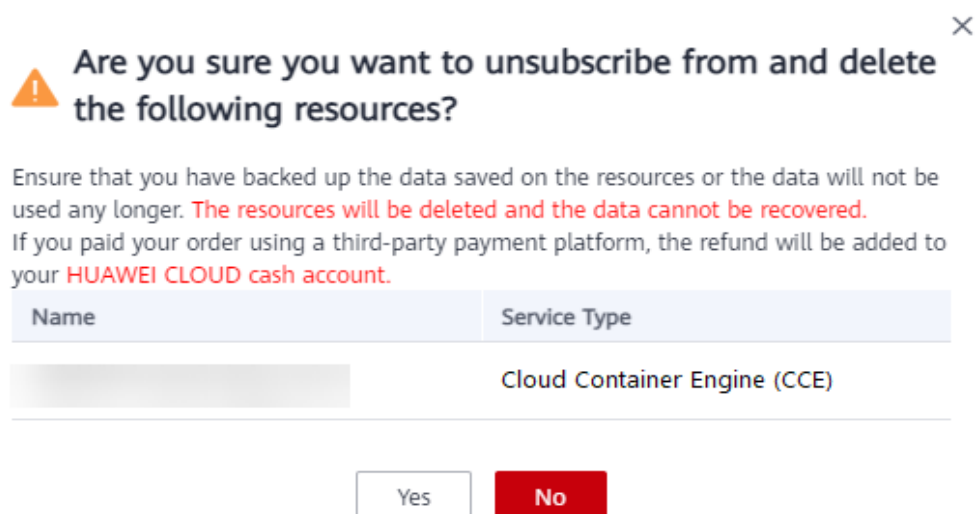 Are you sure you want to unsubscribe from and delete
the following resources?
Ensure that you have backed up the data saved on the resources or the data will not be
used any longer. The resources will be deleted and the data cannot be recovered.
If you paid your order using a third-party payment platform, the refund will be added to
your HUAWEI CLOUD cash account.
Name Service Type
Cloud Container Engine (CCE)
Yes No